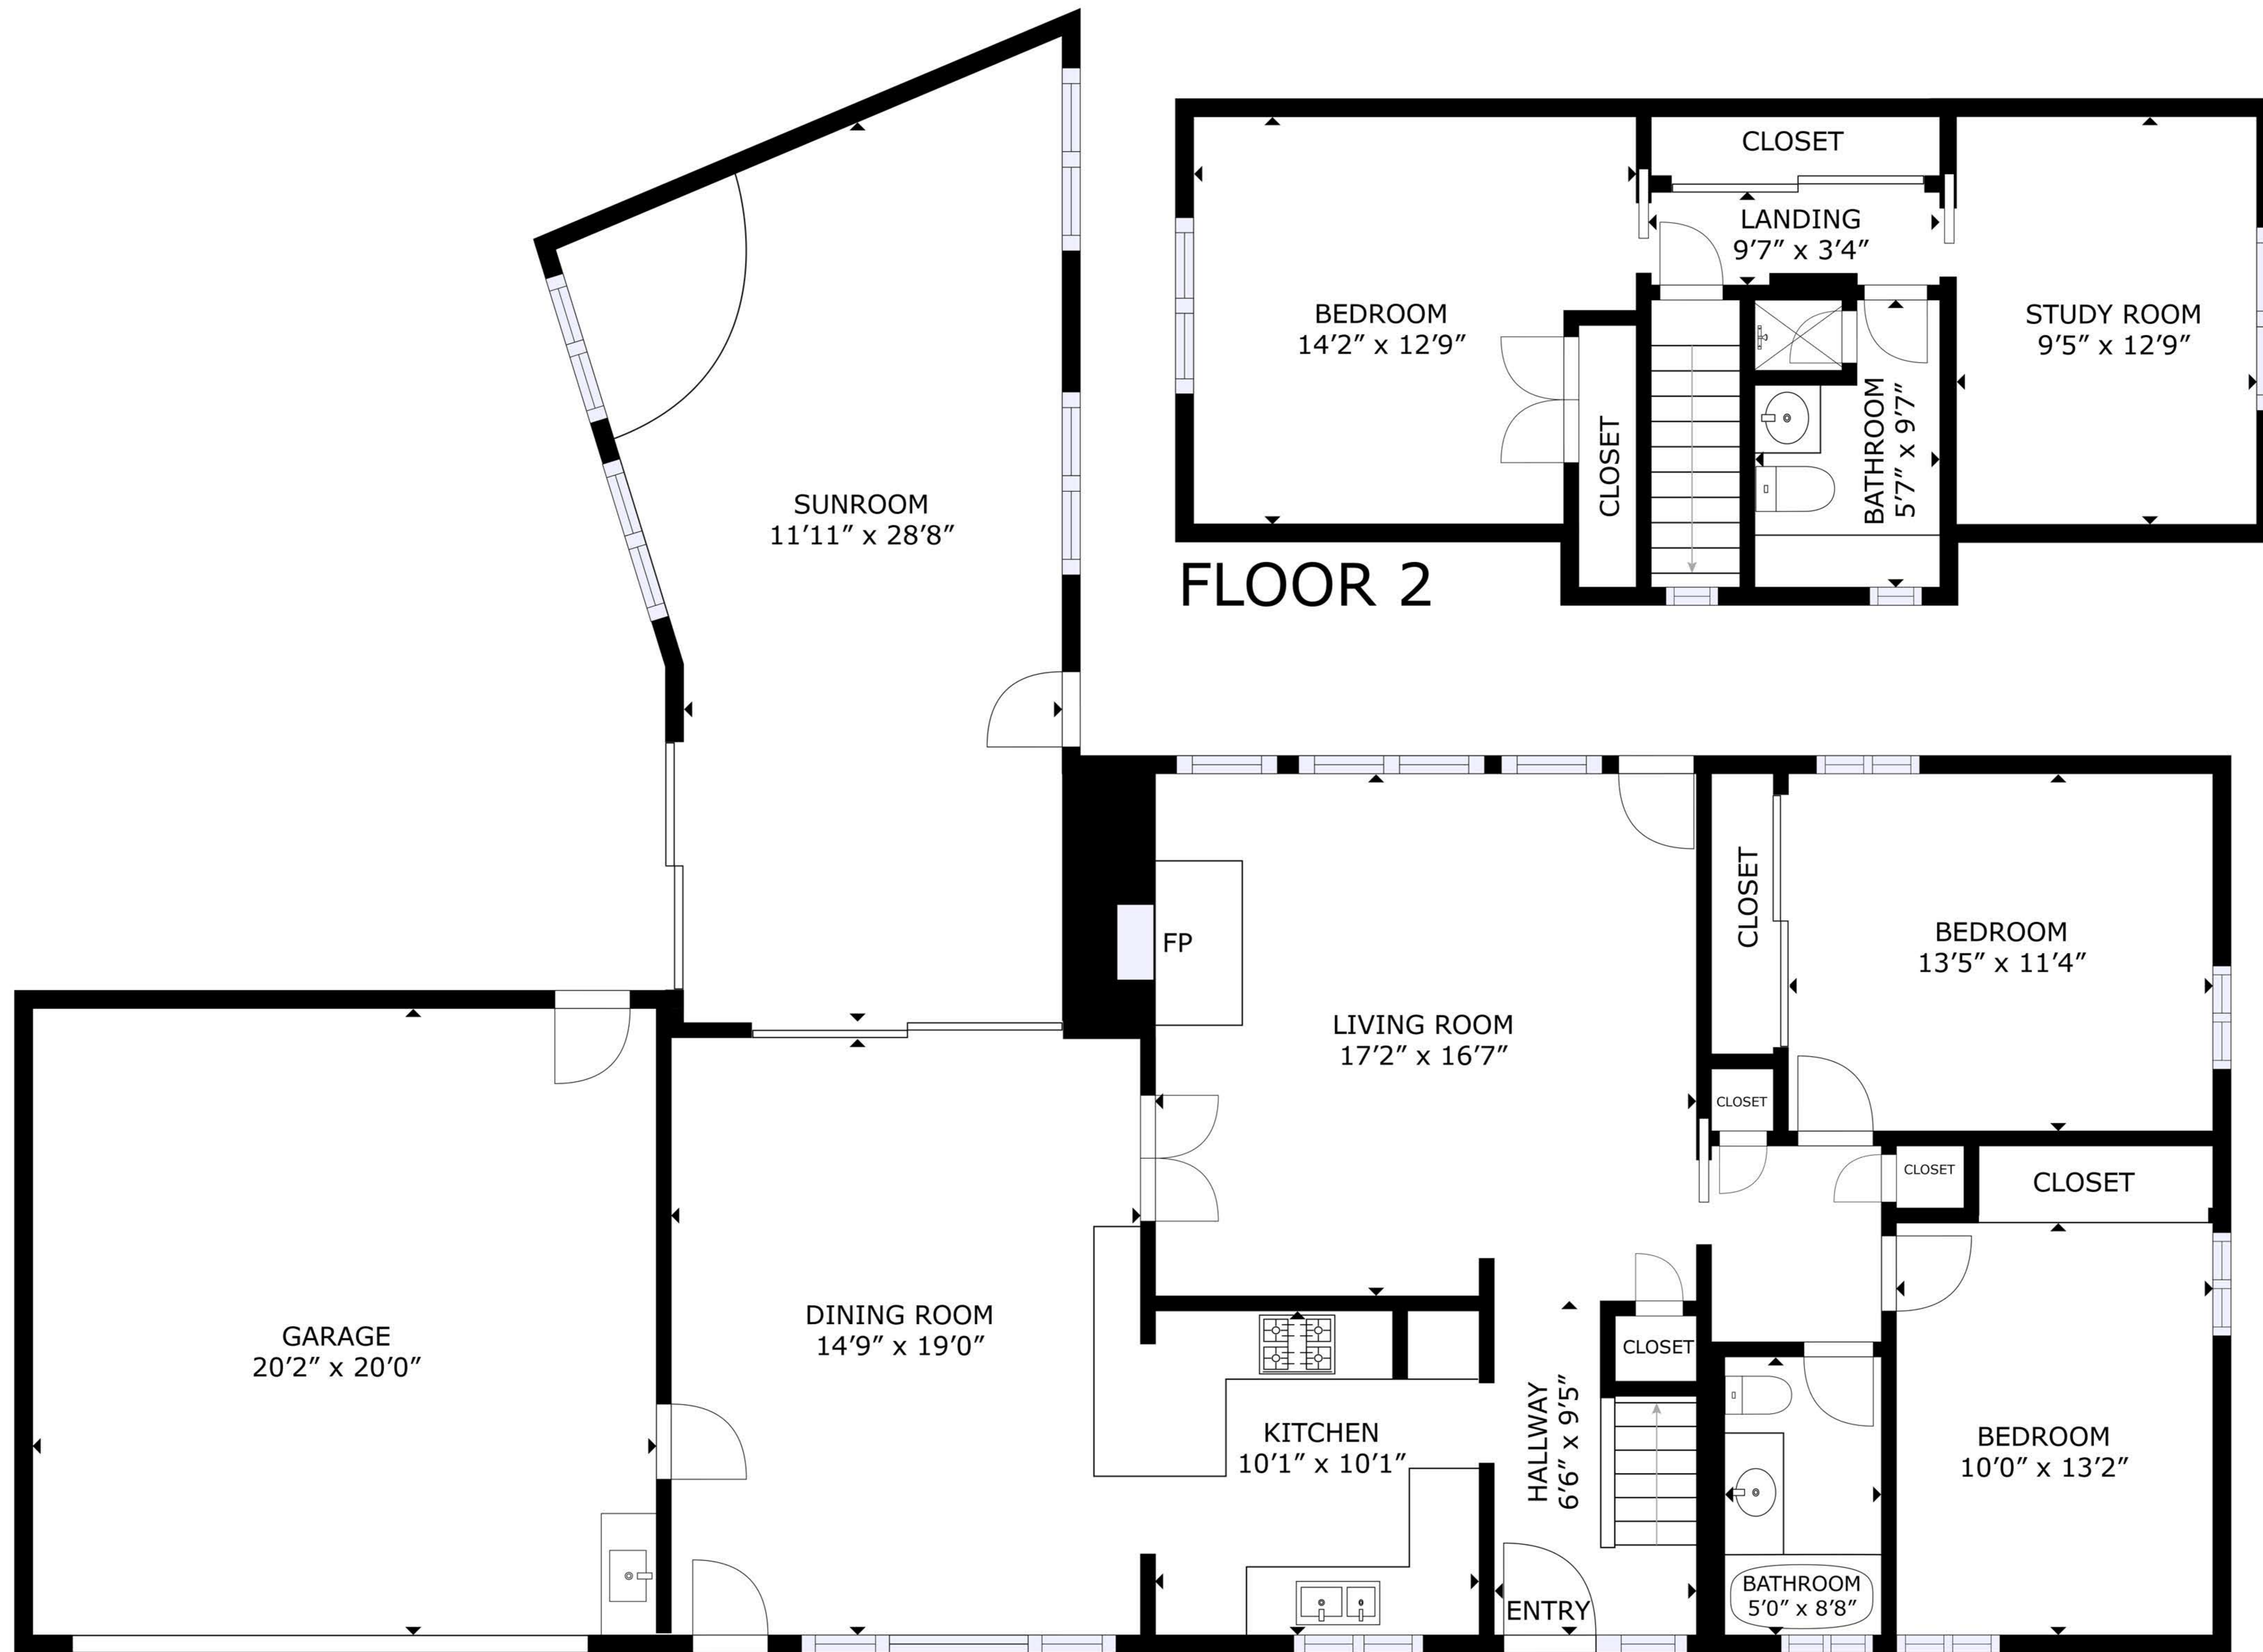 CLOSET
LANDING
9'7" x 3'4"
BEDROOM
14'2" x 12'9"
STUDY ROOM
9'5" x 12'9"
CLOSET
BATHROOM
5'7" x 9'7"
FLOOR 2
SUNROOM
11'11" x 28'8"
FP
LIVING ROOM
17'2" x 16'7"
CLOSET
BEDROOM
13'5" x 11'4"
CLOSET
CLOSET
CLOSET
GARAGE
20'2" x 20'0"
DINING ROOM
14'9" x 19'0"
KITCHEN
10'1" x 10'1"
HALLWAY
6'6" x 9'5"
CLOSET
BEDROOM
10'0" x 13'2"
ENTRY
BATHROOM
5'0" x 8'8"